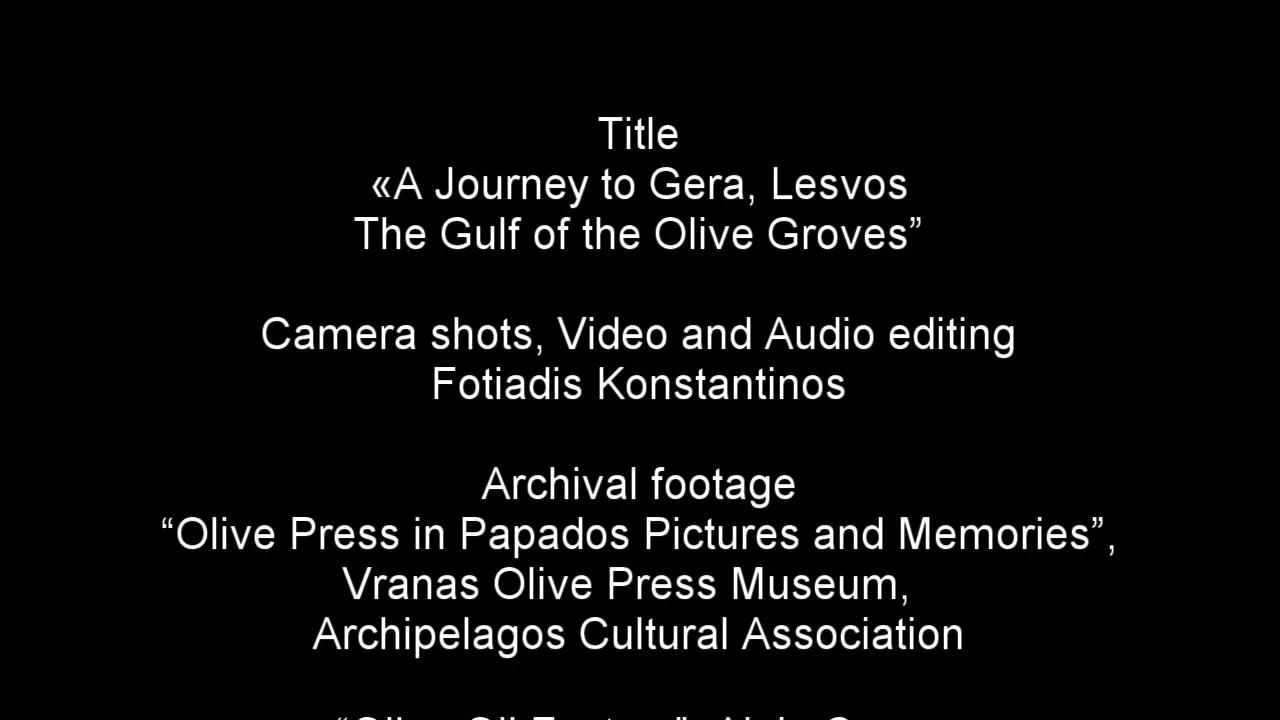 Title
«A Journey to Gera, Lesvos
The Gulf of the Olive Groves”
Camera shots, Video and Audio editing
Fotiadis Konstantinos
Archival footage
“Olive Press in Papados Pictures and Memories”,
Vranas Olive Press Museum,
Archipelagos Cultural Association